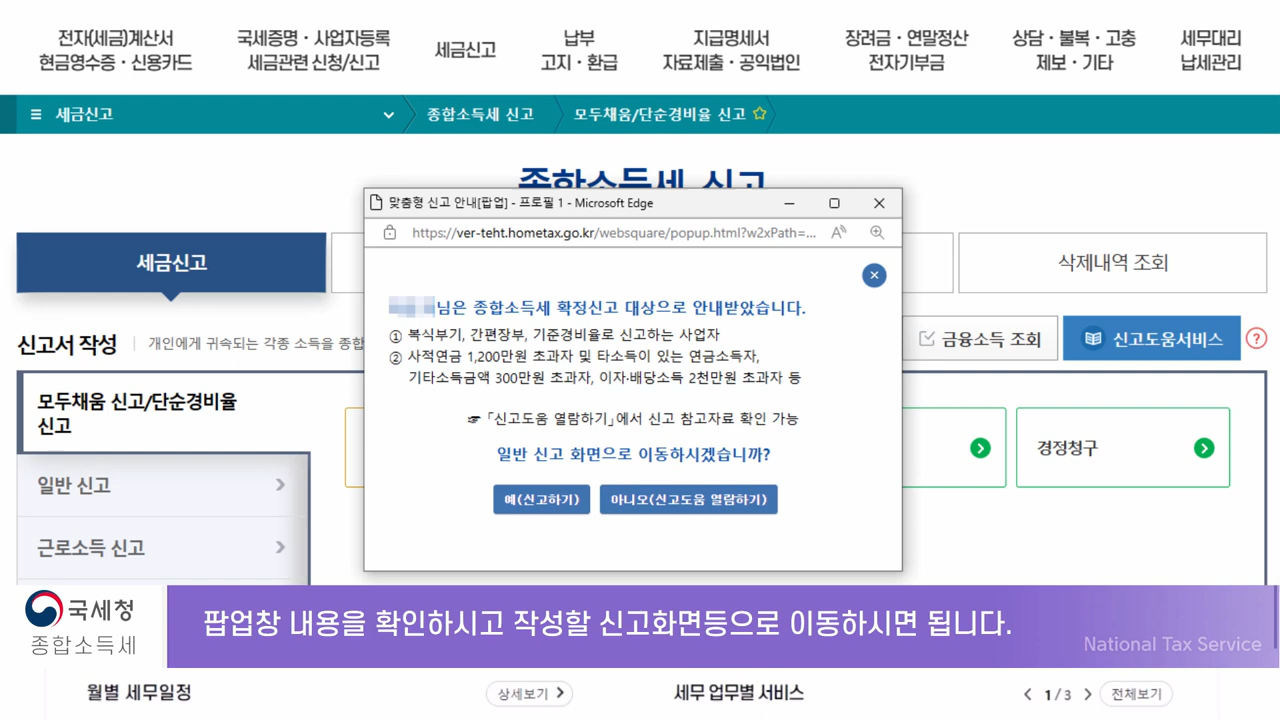 전자(세금)계산서
현금영수증·신용카드
국세증명·사업자등록
세금관련 신청/신고
세금신고
납부
고지·환급
지급명세서
자료제출·공익법인
장려금·연말정산
전자기부금
상담·불복·고충
제보·기타
세무대리
납세관리
세금신고
종합소득세 신고
모두채움/단순경비율 신고
종합소득세 신고
맞춤형 신고 안내[팝업] - 프로필 1 - Microsoft Edge
https://ver-teht.hometax.go.kr/websquare/popup.html?w2xPath=...
님은 종합소득세 확정신고 대상으로 안내받았습니다.
① 복식부기, 간편장부, 기준경비율로 신고하는 사업자
② 사적연금 1,200만원 초과자 및 타소득이 있는 연금소득자,
기타소득금액 300만원 초과자, 이자·배당소득 2천만원 초과자 등
☞ 「신고도움 열람하기」에서 신고 참고자료 확인 가능
일반 신고 화면으로 이동하시겠습니까?
예(신고하기)
아니오(신고도움 열람하기)
세금신고
삭제내역 조회
신고서 작성
개인에게 귀속되는 각종 소득을 종합
금융소득 조회
신고도움서비스
?
모두채움 신고/단순경비율
신고
일반 신고
근로소득 신고
경정청구
국세청
종합소득세
팝업창 내용을 확인하시고 작성할 신고화면등으로 이동하시면 됩니다.
National Tax Service
월별 세무일정
상세보기
세무 업무별 서비스
1/3
전체보기